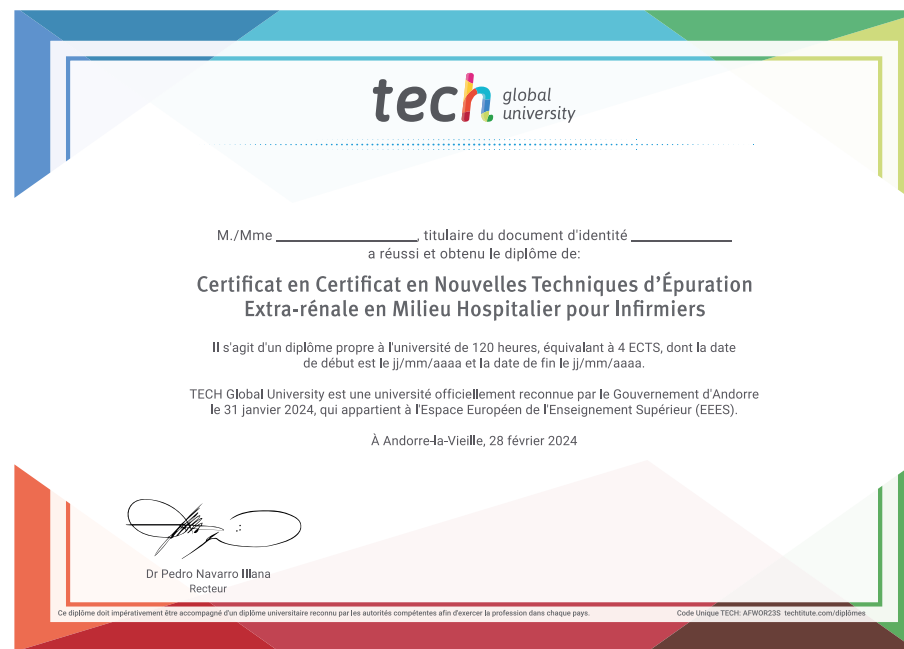 tech global university
M./Mme ________________, titulaire du document d'identité ____________
a réussi et obtenu le diplôme de:
Certificat en Certificat en Nouvelles Techniques d'Épuration
Extra-rénale en Milieu Hospitalier pour Infirmiers
Il s'agit d'un diplôme propre à l'université de 120 heures, équivalant à 4 ECTS, dont la date
de début est le jj/mm/aaaa et la date de fin le jj/mm/aaaa.
TECH Global University est une université officiellement reconnue par le Gouvernement d'Andorre
le 31 janvier 2024, qui appartient à l'Espace Européen de l'Enseignement Supérieur (EEES).
À Andorre-la-Vieille, 28 février 2024
Dr Pedro Navarro Illana
Recteur
Ce diplôme doit impérativement être accompagné d'un diplôme universitaire reconnu par les autorités compétentes afin d'exercer la profession dans chaque pays. Code Unique TECH: AFWOR23S techtitute.com/diplômes